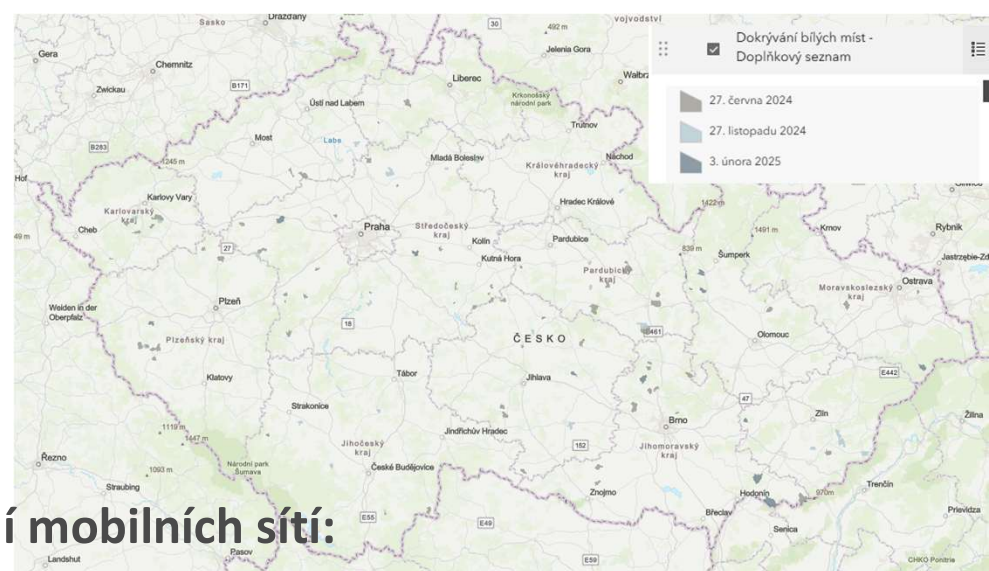 Drážďany
492 m
vojvodství
Sasko
30
Gera
Chemnitz
Jelenia Gora
Zwickau
B171
Liberec
Krkonošský
národní park
Ústí nad Labem
Trutnov
B283
Most
Labe
1245 m
Mladá Boleslav
Královéhradecký
kraj
Náchod
Hof
Karlovy Vary
Karlovarský
kraj
Hradec Králové
1422 m
Cheb
Praha
Středočeský
kraj
Kolín
Pardubice
1491 m
Krnov
Rybnik
49 m
27
Kutná Hora
839 m
Šumperk
Jastrzębie-Zd
Pardubický
kraj
Moravskoslezský
kraj
Ostrava
Weiden in der
Oberpfalz
Plzeň
18
ČESKO
E461
Olomouc
Plzeňský kraj
Klatovy
Tábor
Jihlava
E442
Strakonice
47
Zlín
Žilina
1119 m
1447 m
Jindřichův Hradec
Brno
Jihočeský
kraj
152
Jihomoravský
kraj
Řezno
1093 m
Národní park
Šumava
České Budějovice
Trenčín
Straubing
Znojmo
Hodonín
970m
Prievidza
E55
E49
Břeclav
Senica
Landshut
Pasov
E59
CHKO Ponitrie
Dokrývání bílých míst -
Doplňkový seznam
27. června 2024
27. listopadu 2024
3. února 2025
í mobilních sítí: